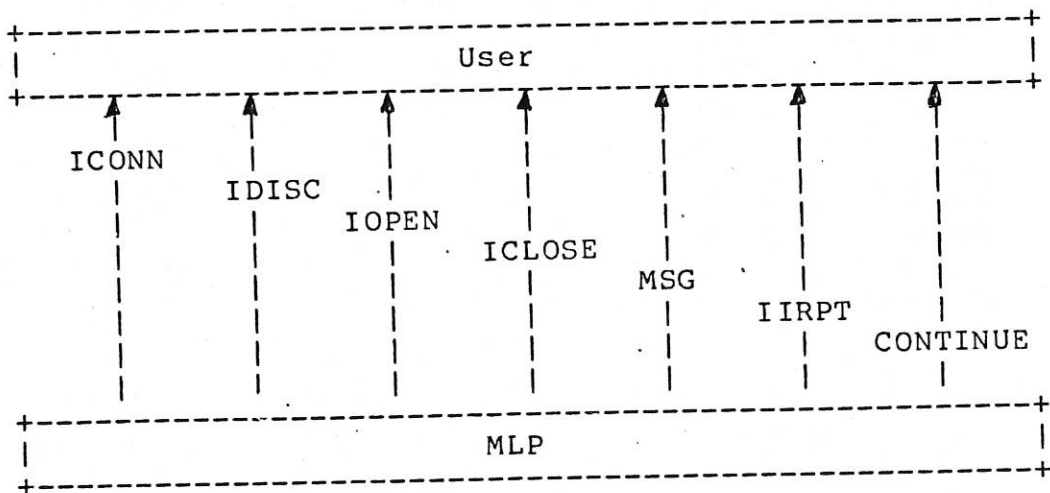 User
ICONN
IDISC
IOPEN
ICLOSE
MSG
IIRPT
CONTINUE
MLP